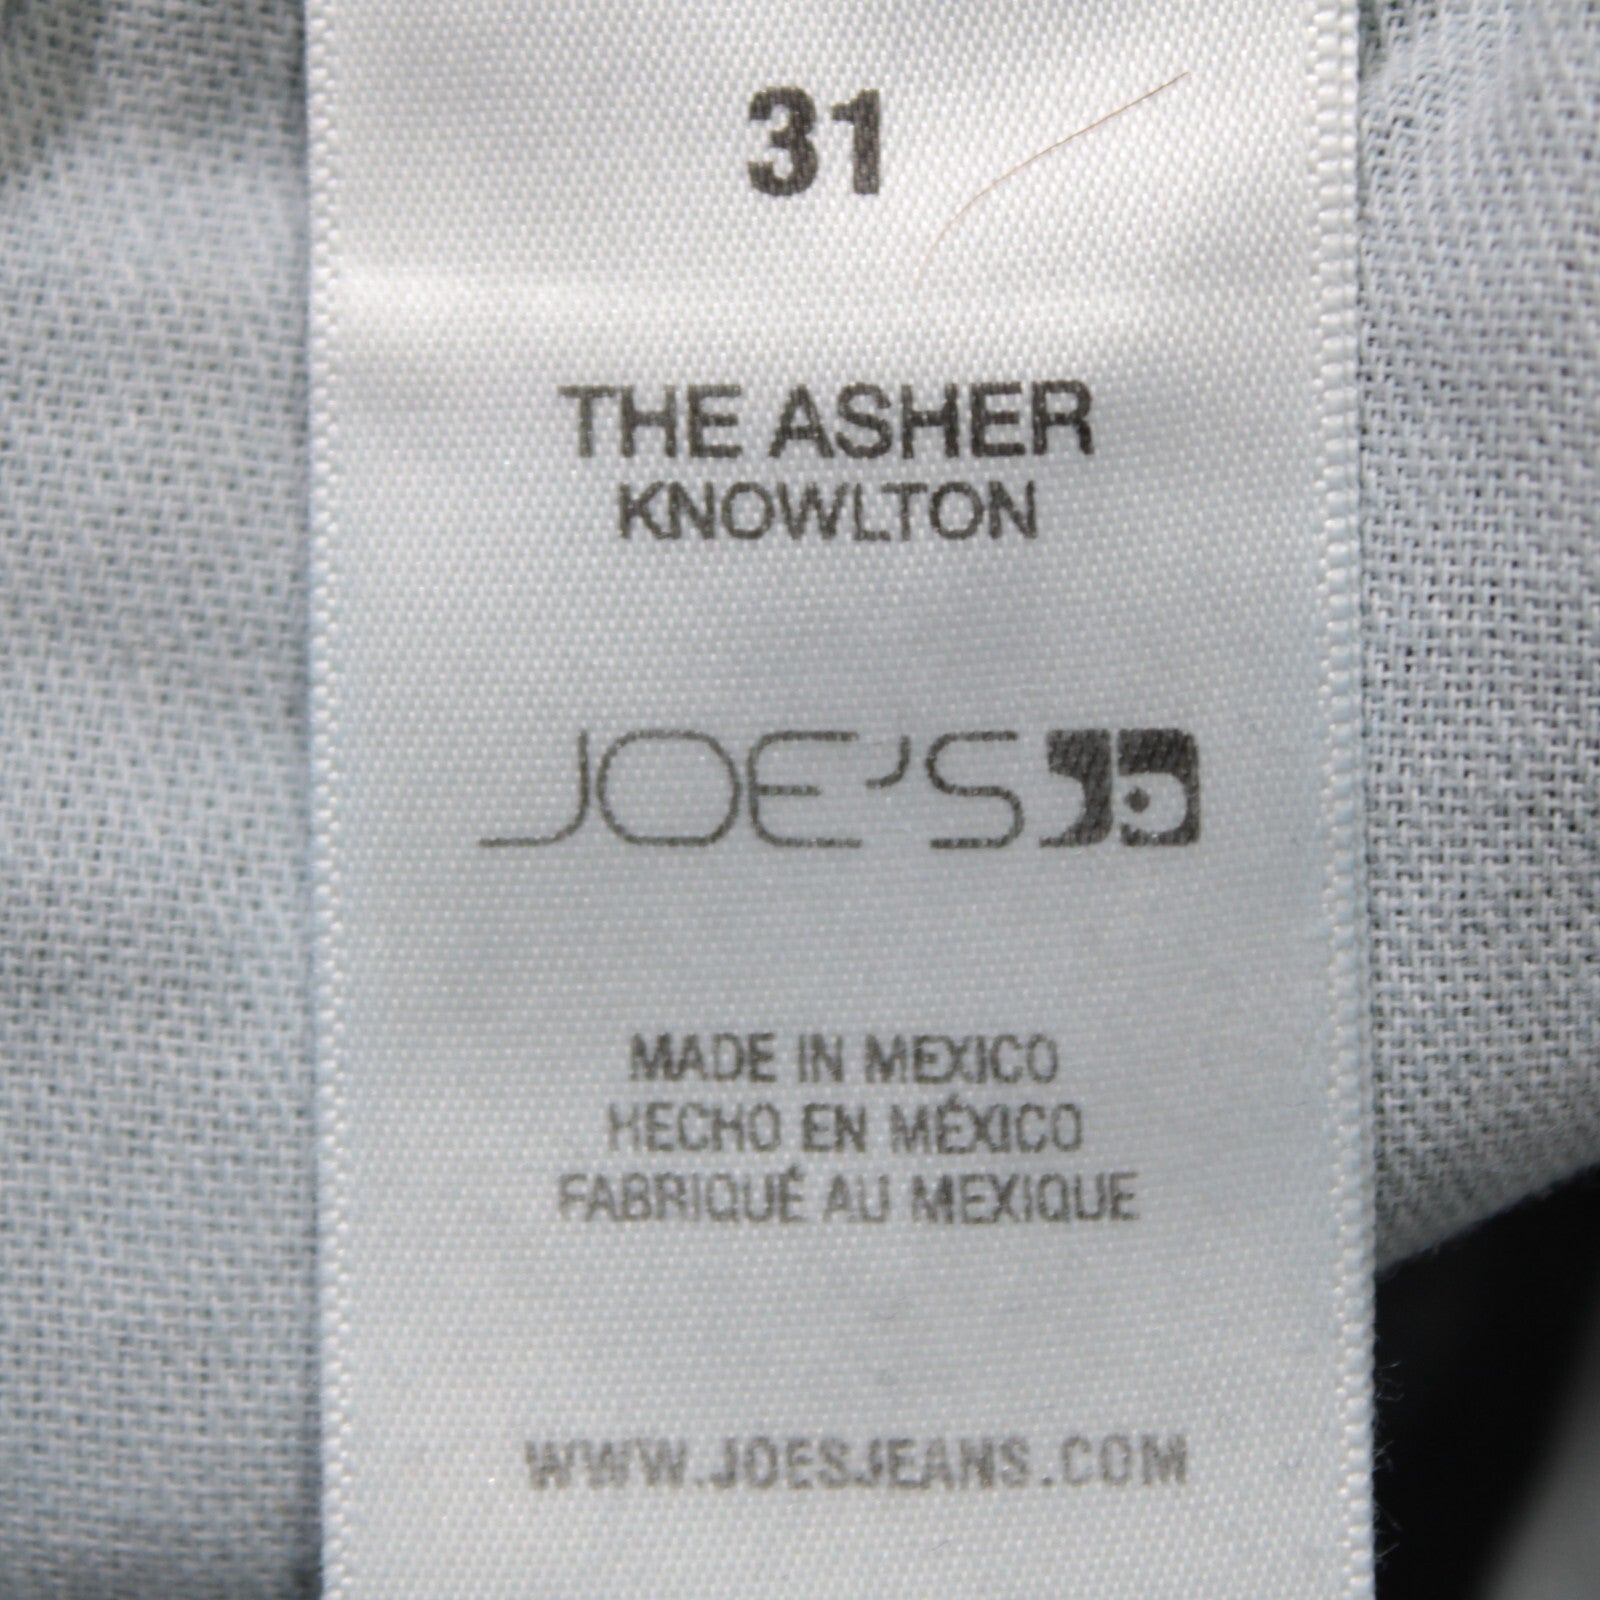 31
THE ASHER
KNOWLTON
JOE'S
MADE IN MEXICO
HECHO EN MÉXICO
FABRIQUÉ AU MEXIQUE
WWW.JOESJEANS.COM